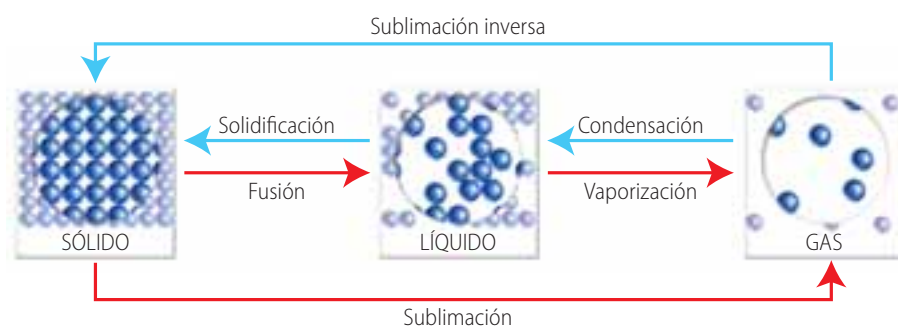 Sublimación inversa
Solidificación
Condensación
Fusión
Vaporización
SÓLIDO
LÍQUIDO
GAS
Sublimación